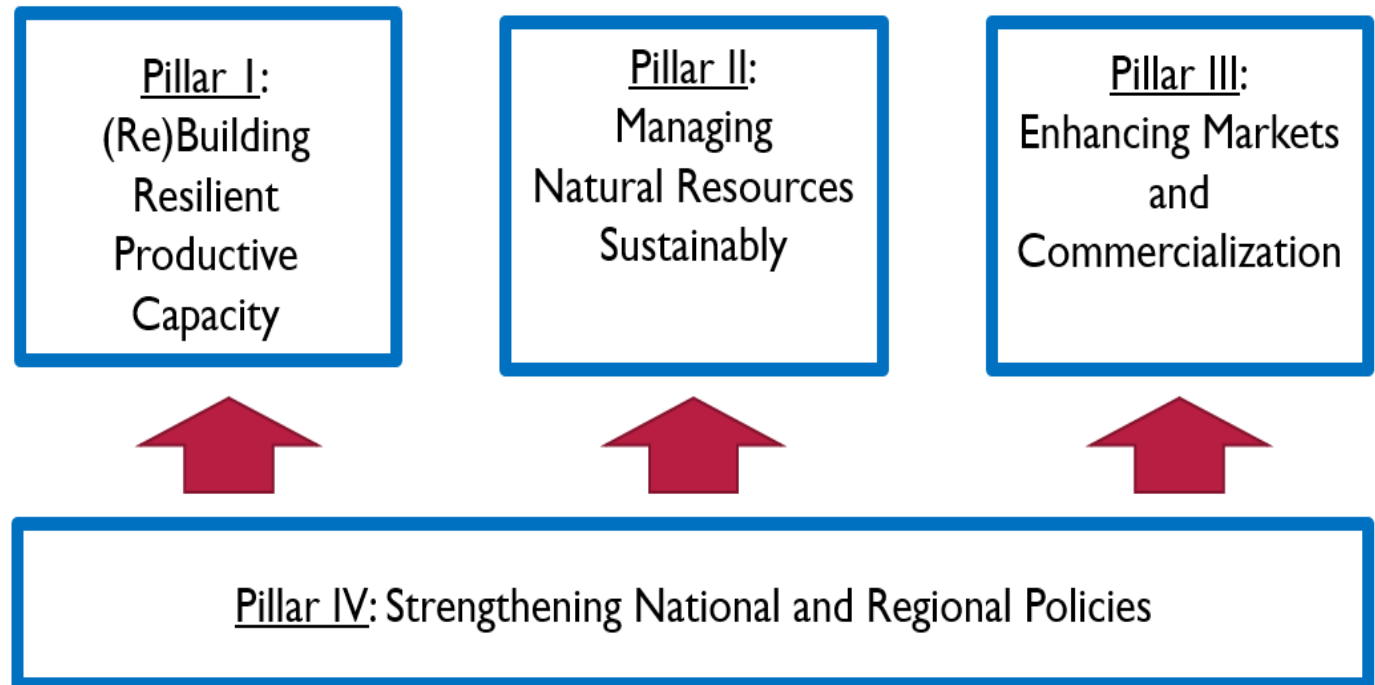 Pillar I:
(Re)Building
Resilient
Productive
Capacity
Pillar II:
Managing
Natural Resources
Sustainably
Pillar III:
Enhancing Markets
and
Commercialization
Pillar IV: Strengthening National and Regional Policies